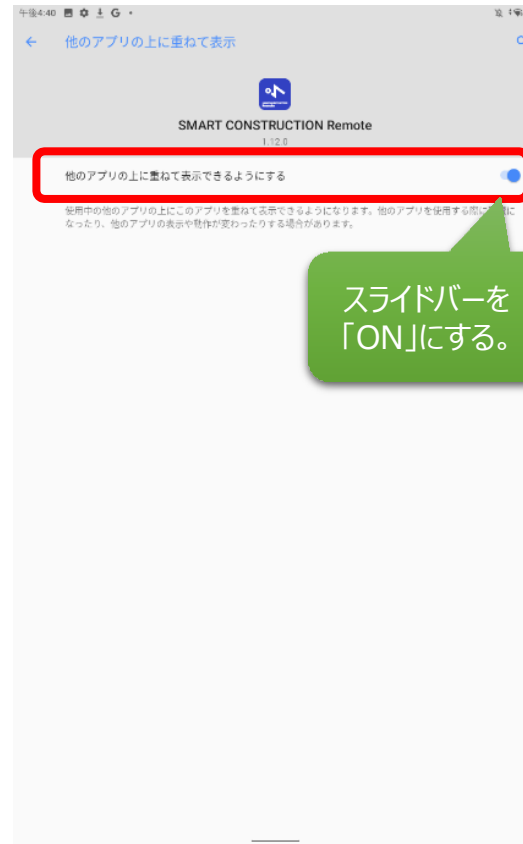 午後4:40 G
他のアプリの上に重ねて表示
SMART CONSTRUCTION Remote
1.12.0
他のアプリの上に重ねて表示できるようにする
使用中の他のアプリの上にこのアプリを重ねて表示できるようになります。他のアプリを使用する際に
なったり、他のアプリの表示や動作が変わったりする場合があります。
スライドバーを
「ON」にする。